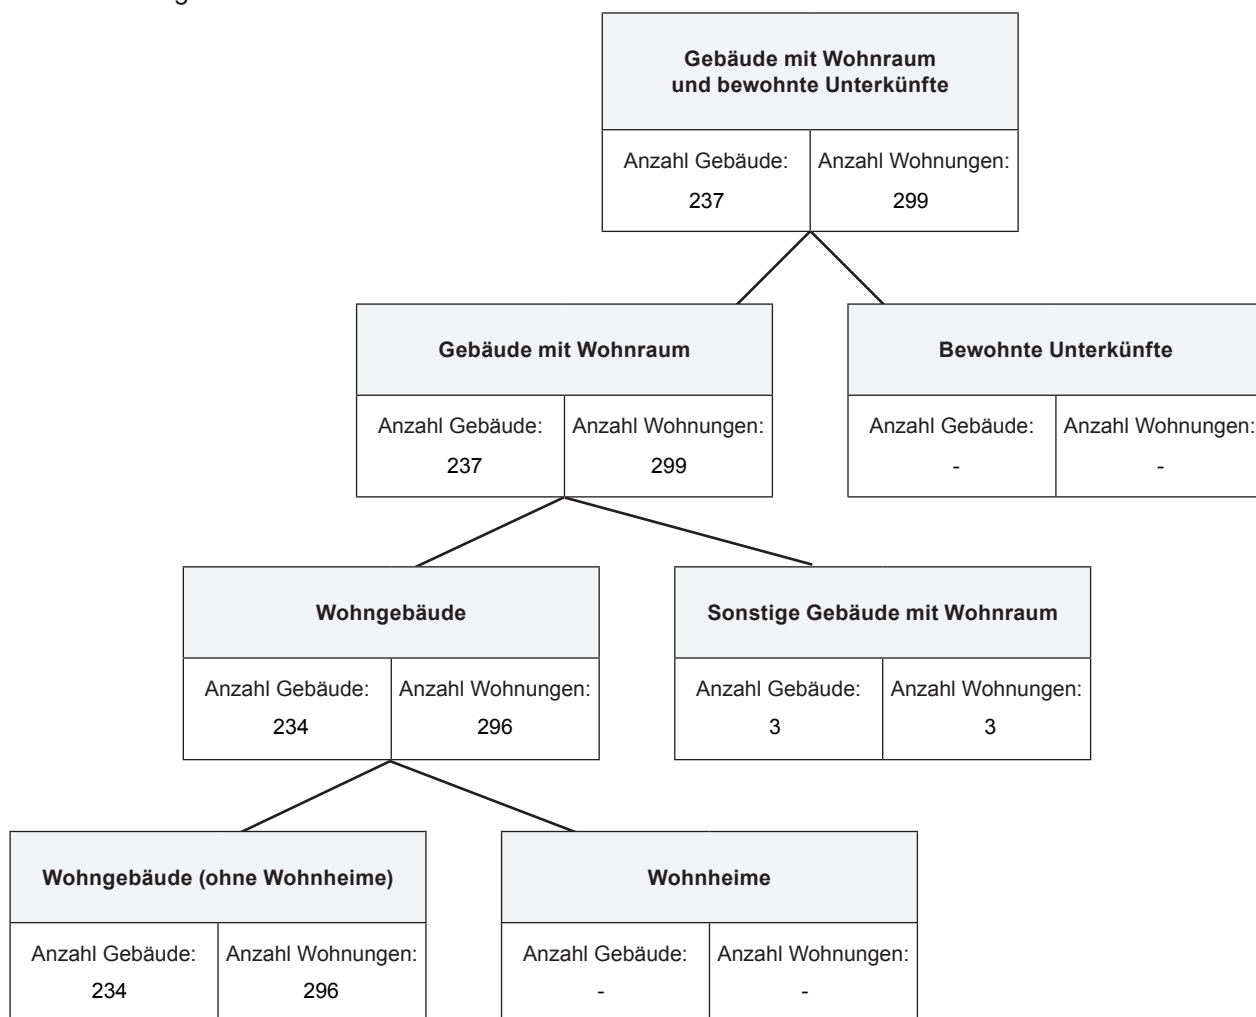 Gebäude mit Wohnraum
und bewohnte Unterkünfte
Anzahl Gebäude: Anzahl Wohnungen:
237 299
Gebäude mit Wohnraum Bewohnte Unterkünfte
Anzahl Gebäude: Anzahl Wohnungen: Anzahl Gebäude: Anzahl Wohnungen:
237 299 - -
Wohngebäude Sonstige Gebäude mit Wohnraum
Anzahl Gebäude: Anzahl Wohnungen: Anzahl Gebäude: Anzahl Wohnungen:
234 296 3 3
Wohngebäude (ohne Wohnheime) Wohnheime
Anzahl Gebäude: Anzahl Wohnungen: Anzahl Gebäude: Anzahl Wohnungen:
234 296 - -